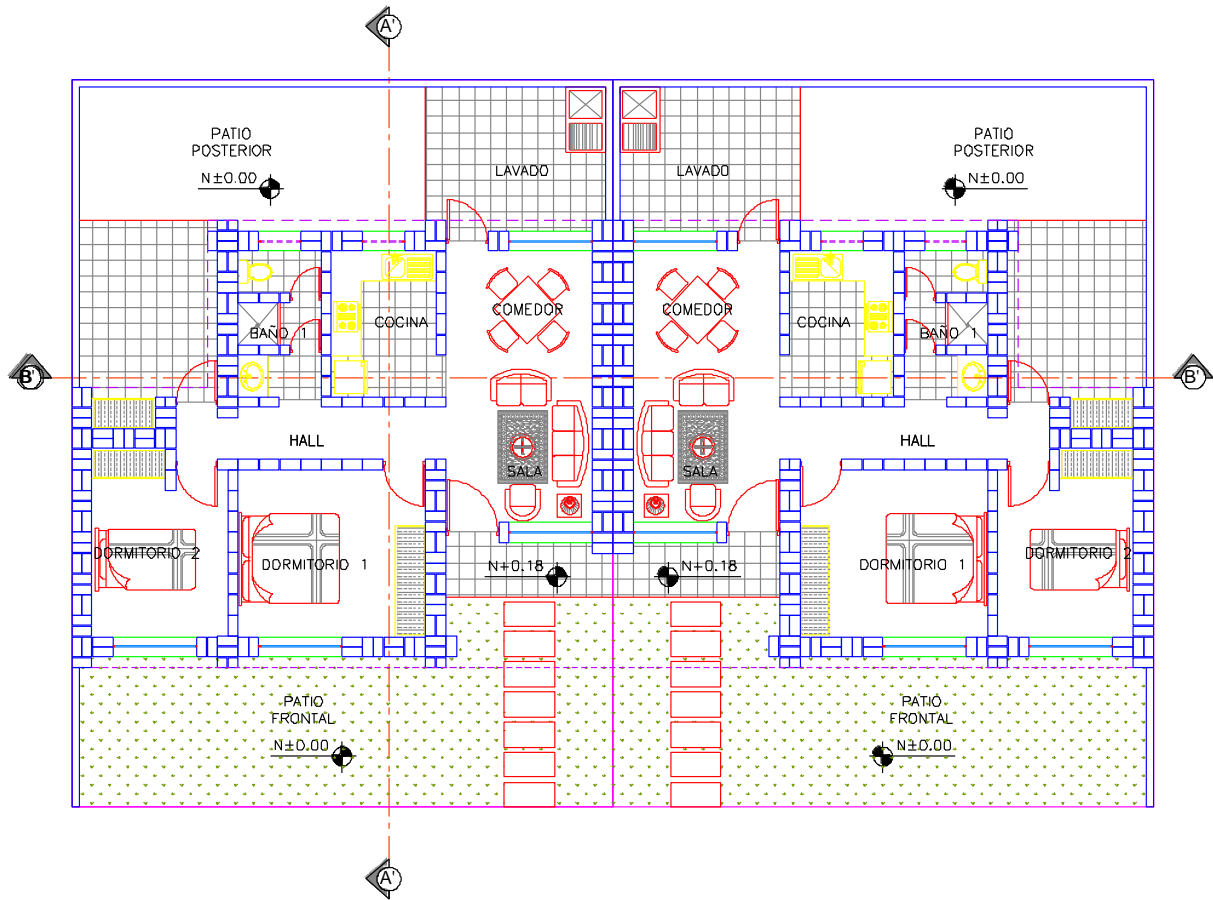 A'
PATIO
POSTERIOR
N±0.00
LAVADO
LAVADO
PATIO
POSTERIOR
N±0.00
COMEDOR
COMEDOR
BAÑO 1
COCINA
COCINA
BAÑO 1
B'
B'
HALL
HALL
SALA
SALA
DORMITORIO 2
DORMITORIO 1
N+0.18
N+0.18
DORMITORIO 1
DORMITORIO 2
PATIO
FRONTAL
N±0.00
PATIO
FRONTAL
N±0.00
A'